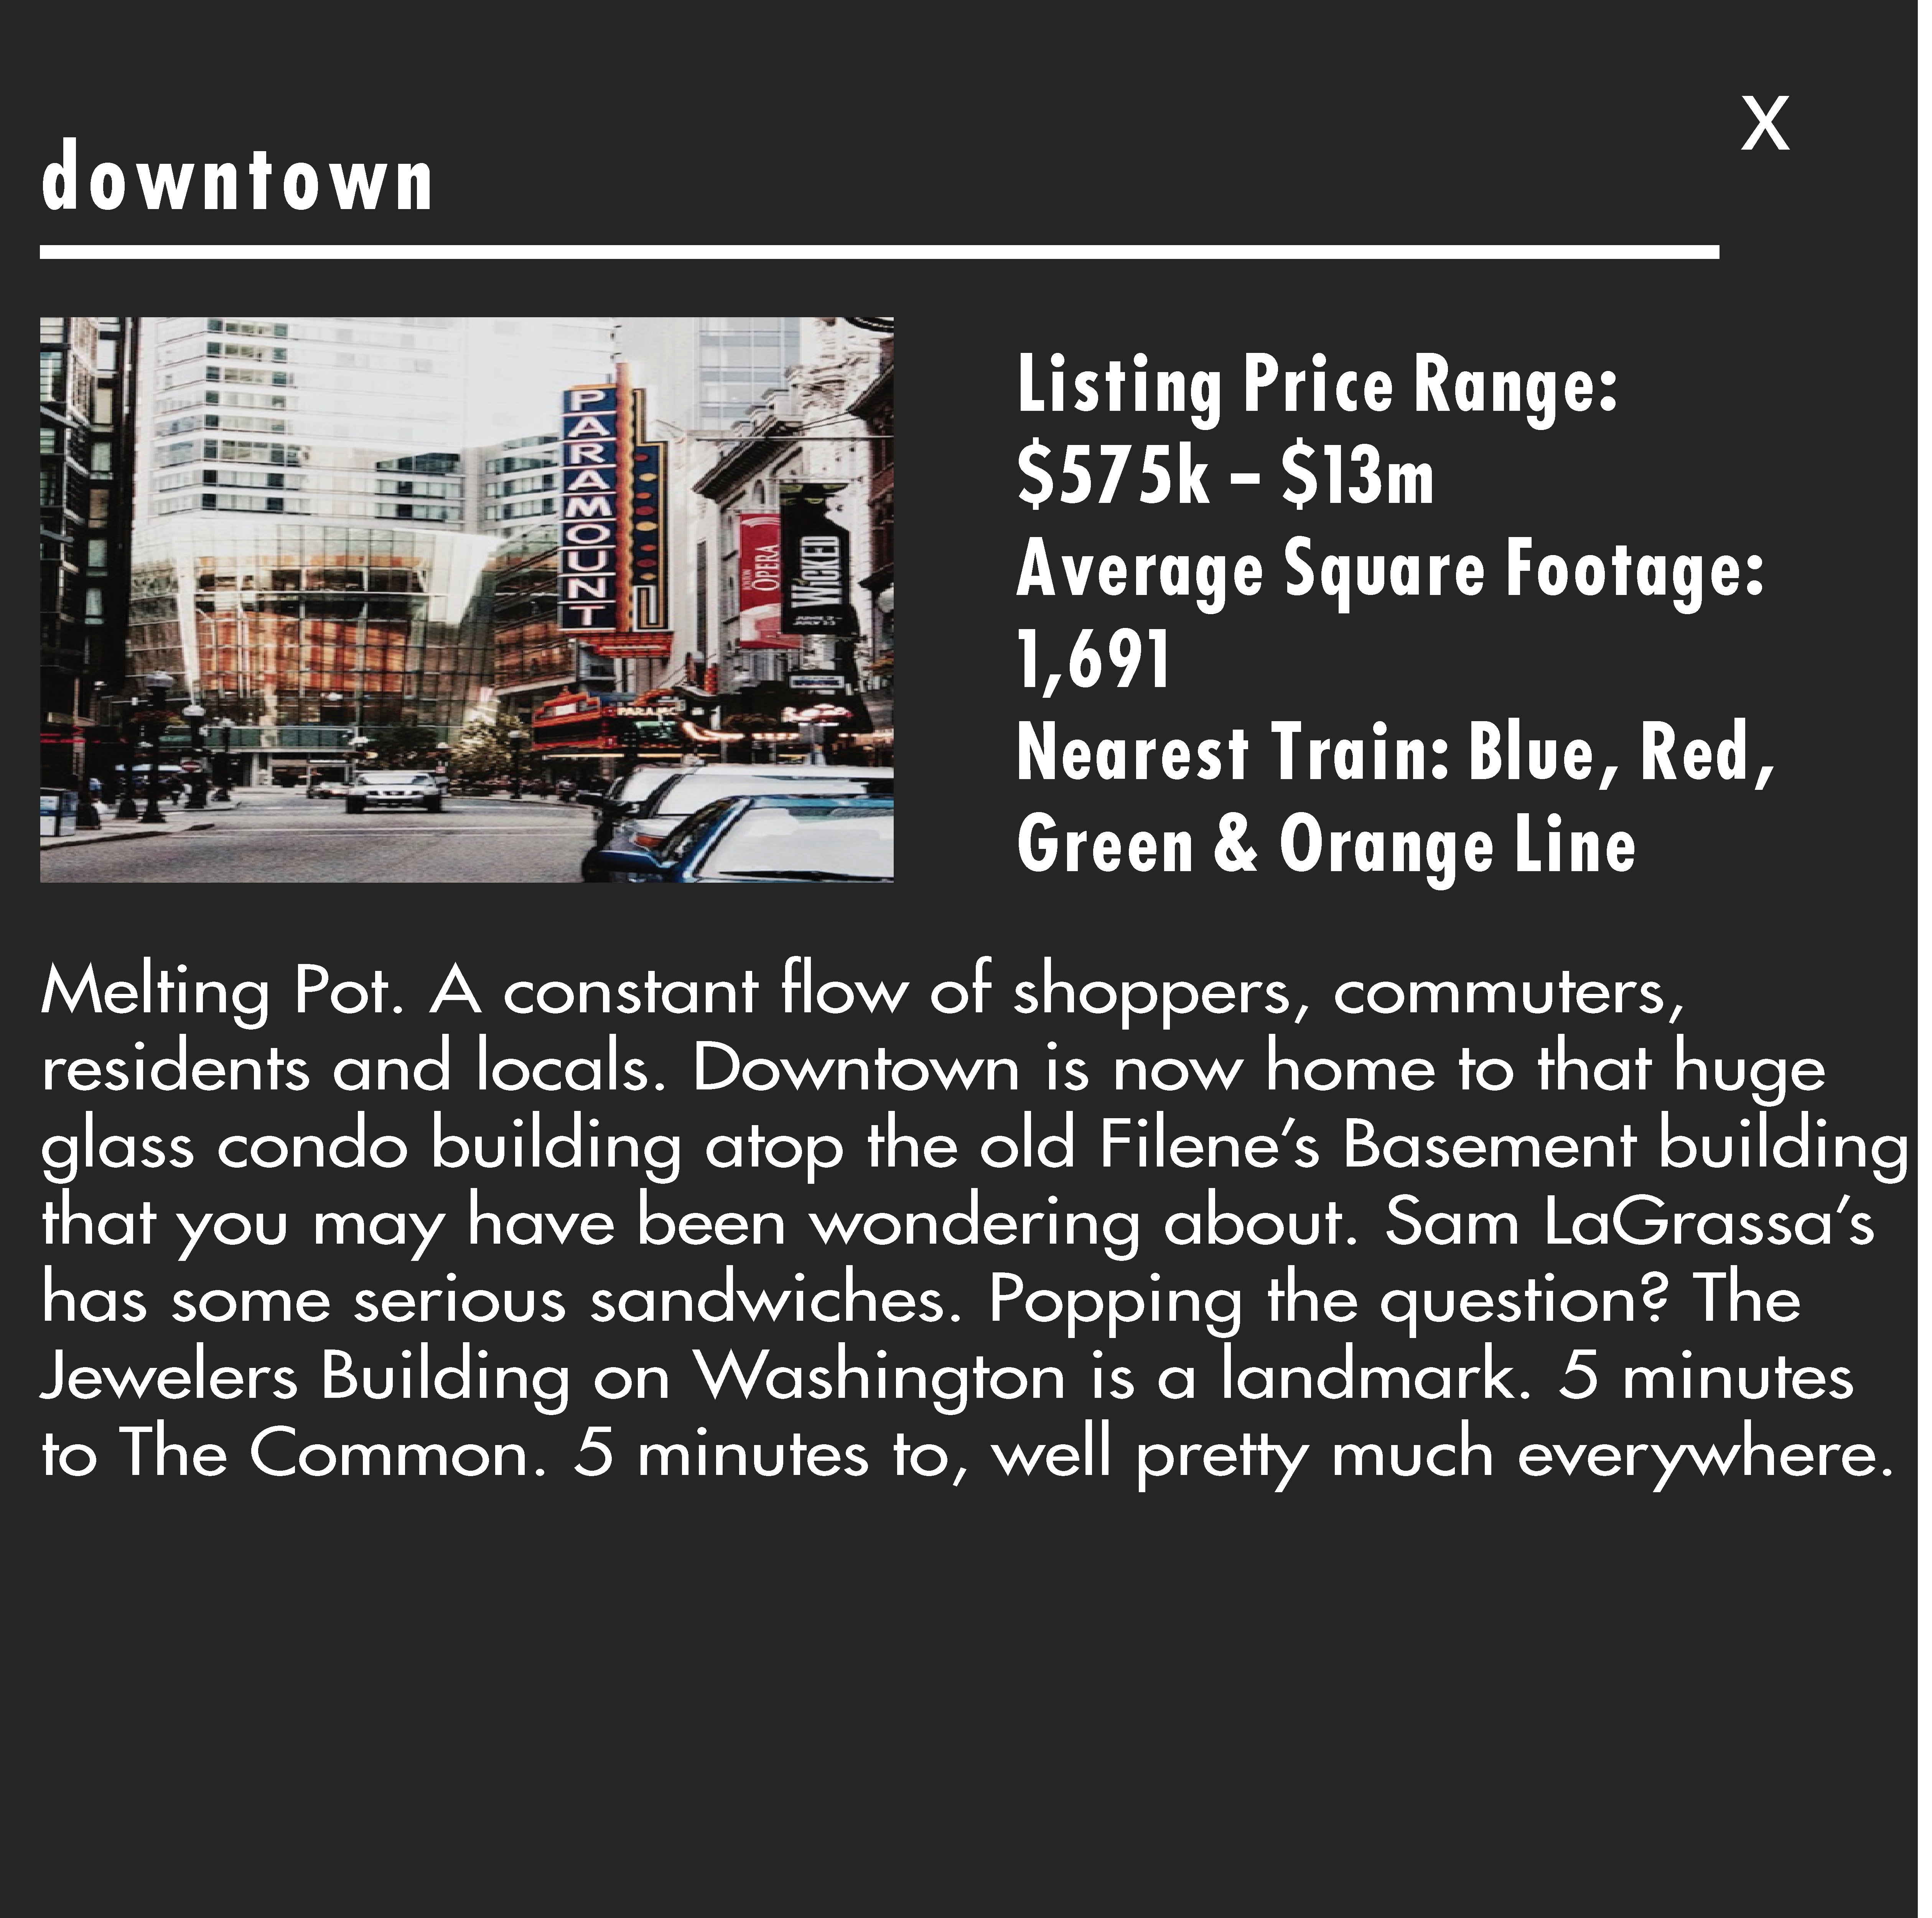 X
downtown
PARAMOUNT
OPERA
WICKED
Listing Price Range:
$575k – $13m
Average Square Footage:
1,691
Nearest Train: Blue, Red,
Green & Orange Line
Melting Pot. A constant flow of shoppers, commuters,
residents and locals. Downtown is now home to that huge
glass condo building atop the old Filene’s Basement building
that you may have been wondering about. Sam LaGrassa’s
has some serious sandwiches. Popping the question? The
Jewelers Building on Washington is a landmark. 5 minutes
to The Common. 5 minutes to, well pretty much everywhere.